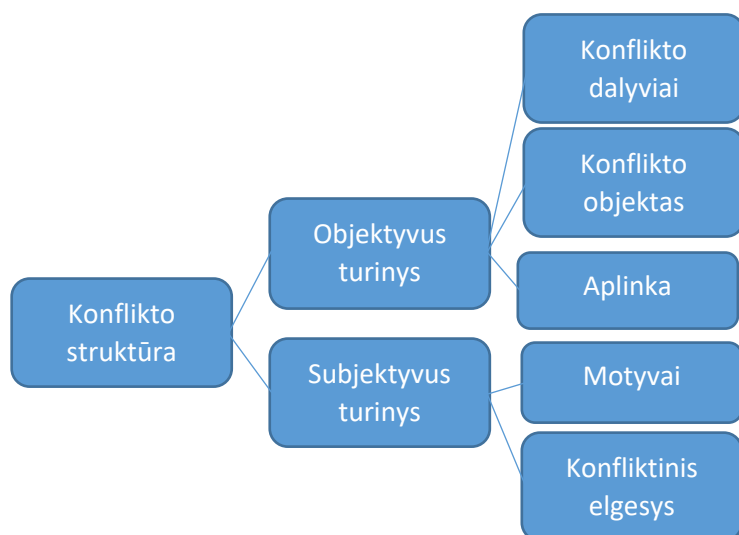 Konflikto
struktūra
Objektyvus
turinys
Konflikto
dalyviai
Konflikto
objektas
Aplinka
Subjektyvus
turinys
Motyvai
Konfliktinis
elgesys